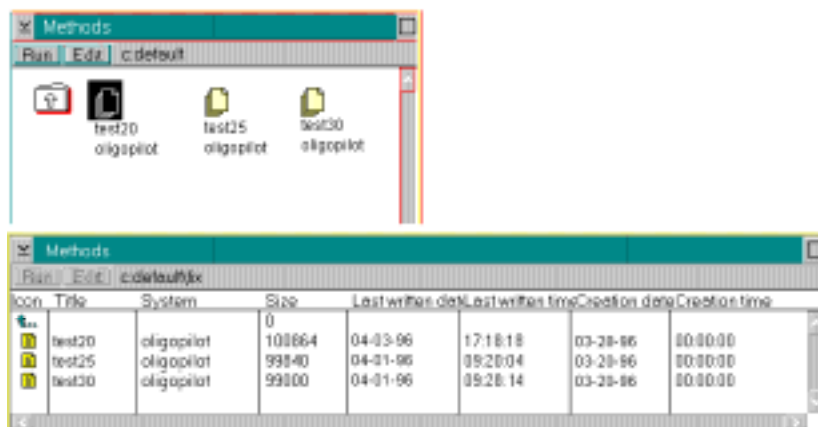 Methods
Run Edit c:default
test20 test25 test30
oligopilot oligopilot oligopilot
Methods
Run Edit c:default\fix
Icon Title System Size Last written date Last written time Creation date Creation time
0
test20 oligopilot 100864 04-03-96 17:18:18 03-28-96 00:00:00
test25 oligopilot 99840 04-01-96 09:20:04 03-28-96 00:00:00
test30 oligopilot 04-01-96 09:28:14 03-28-96 00:00:00